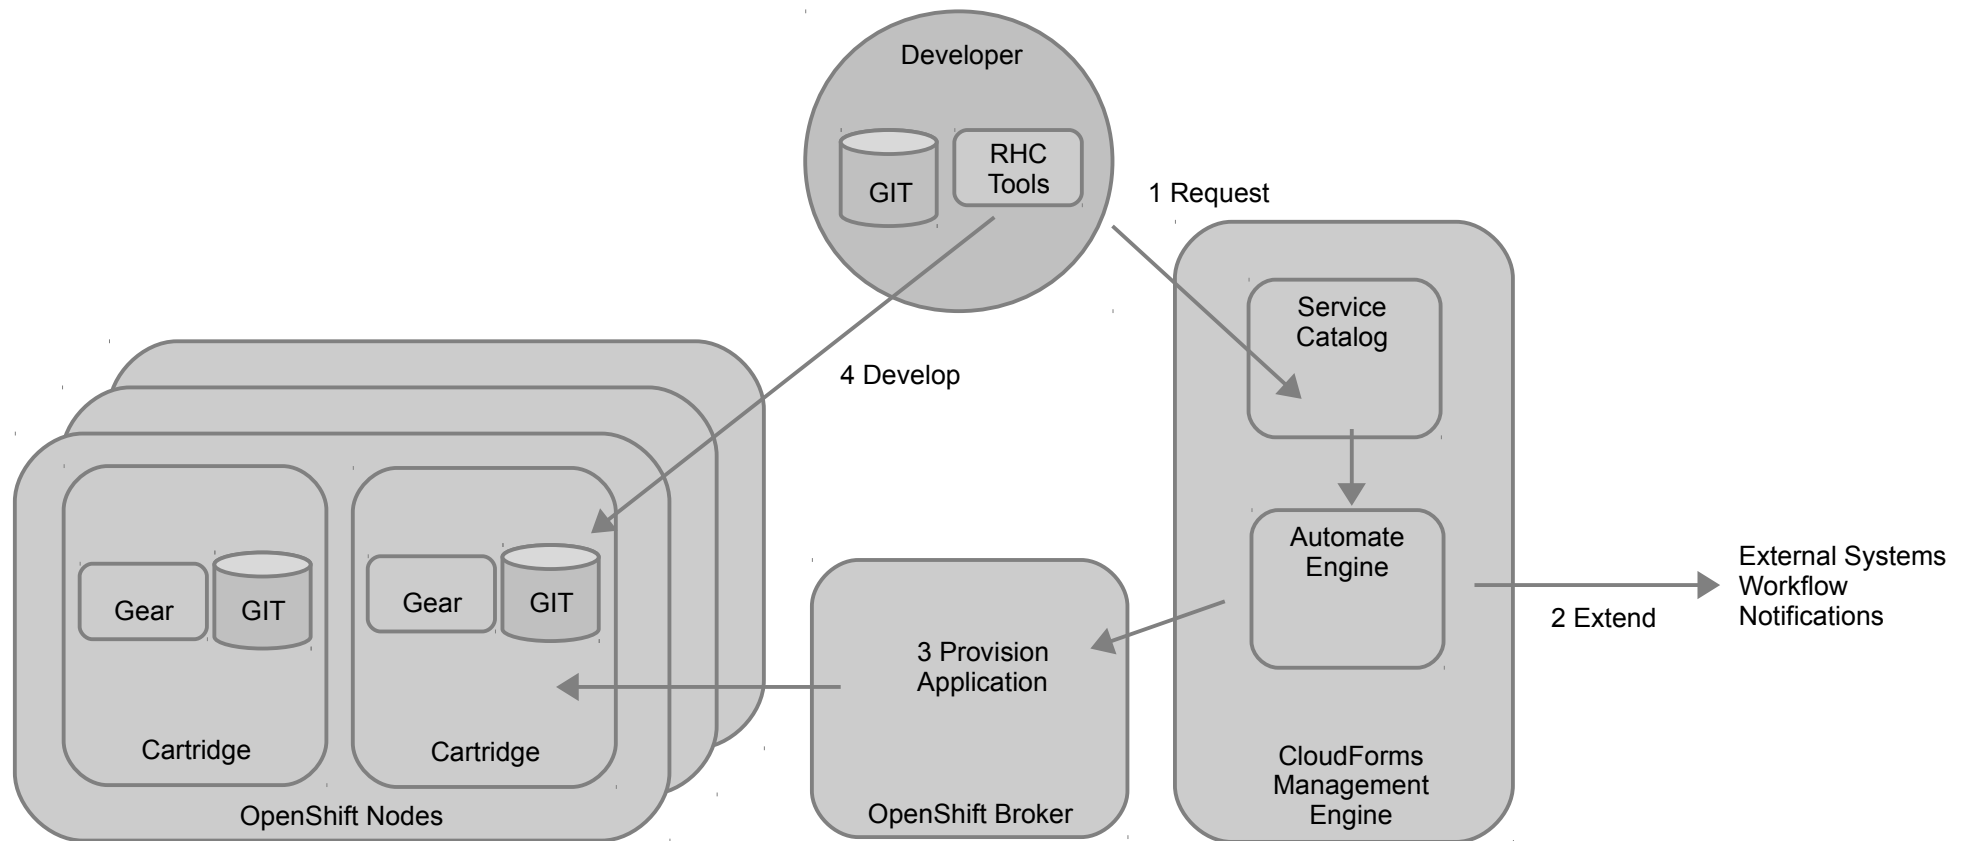 Developer
GIT
RHC
Tools
1 Request
Service
Catalog
4 Develop
Automate
Engine
External Systems
Workflow
Notifications
2 Extend
Gear
GIT
Gear
GIT
3 Provision
Application
Cartridge
Cartridge
OpenShift Nodes
OpenShift Broker
CloudForms
Management
Engine